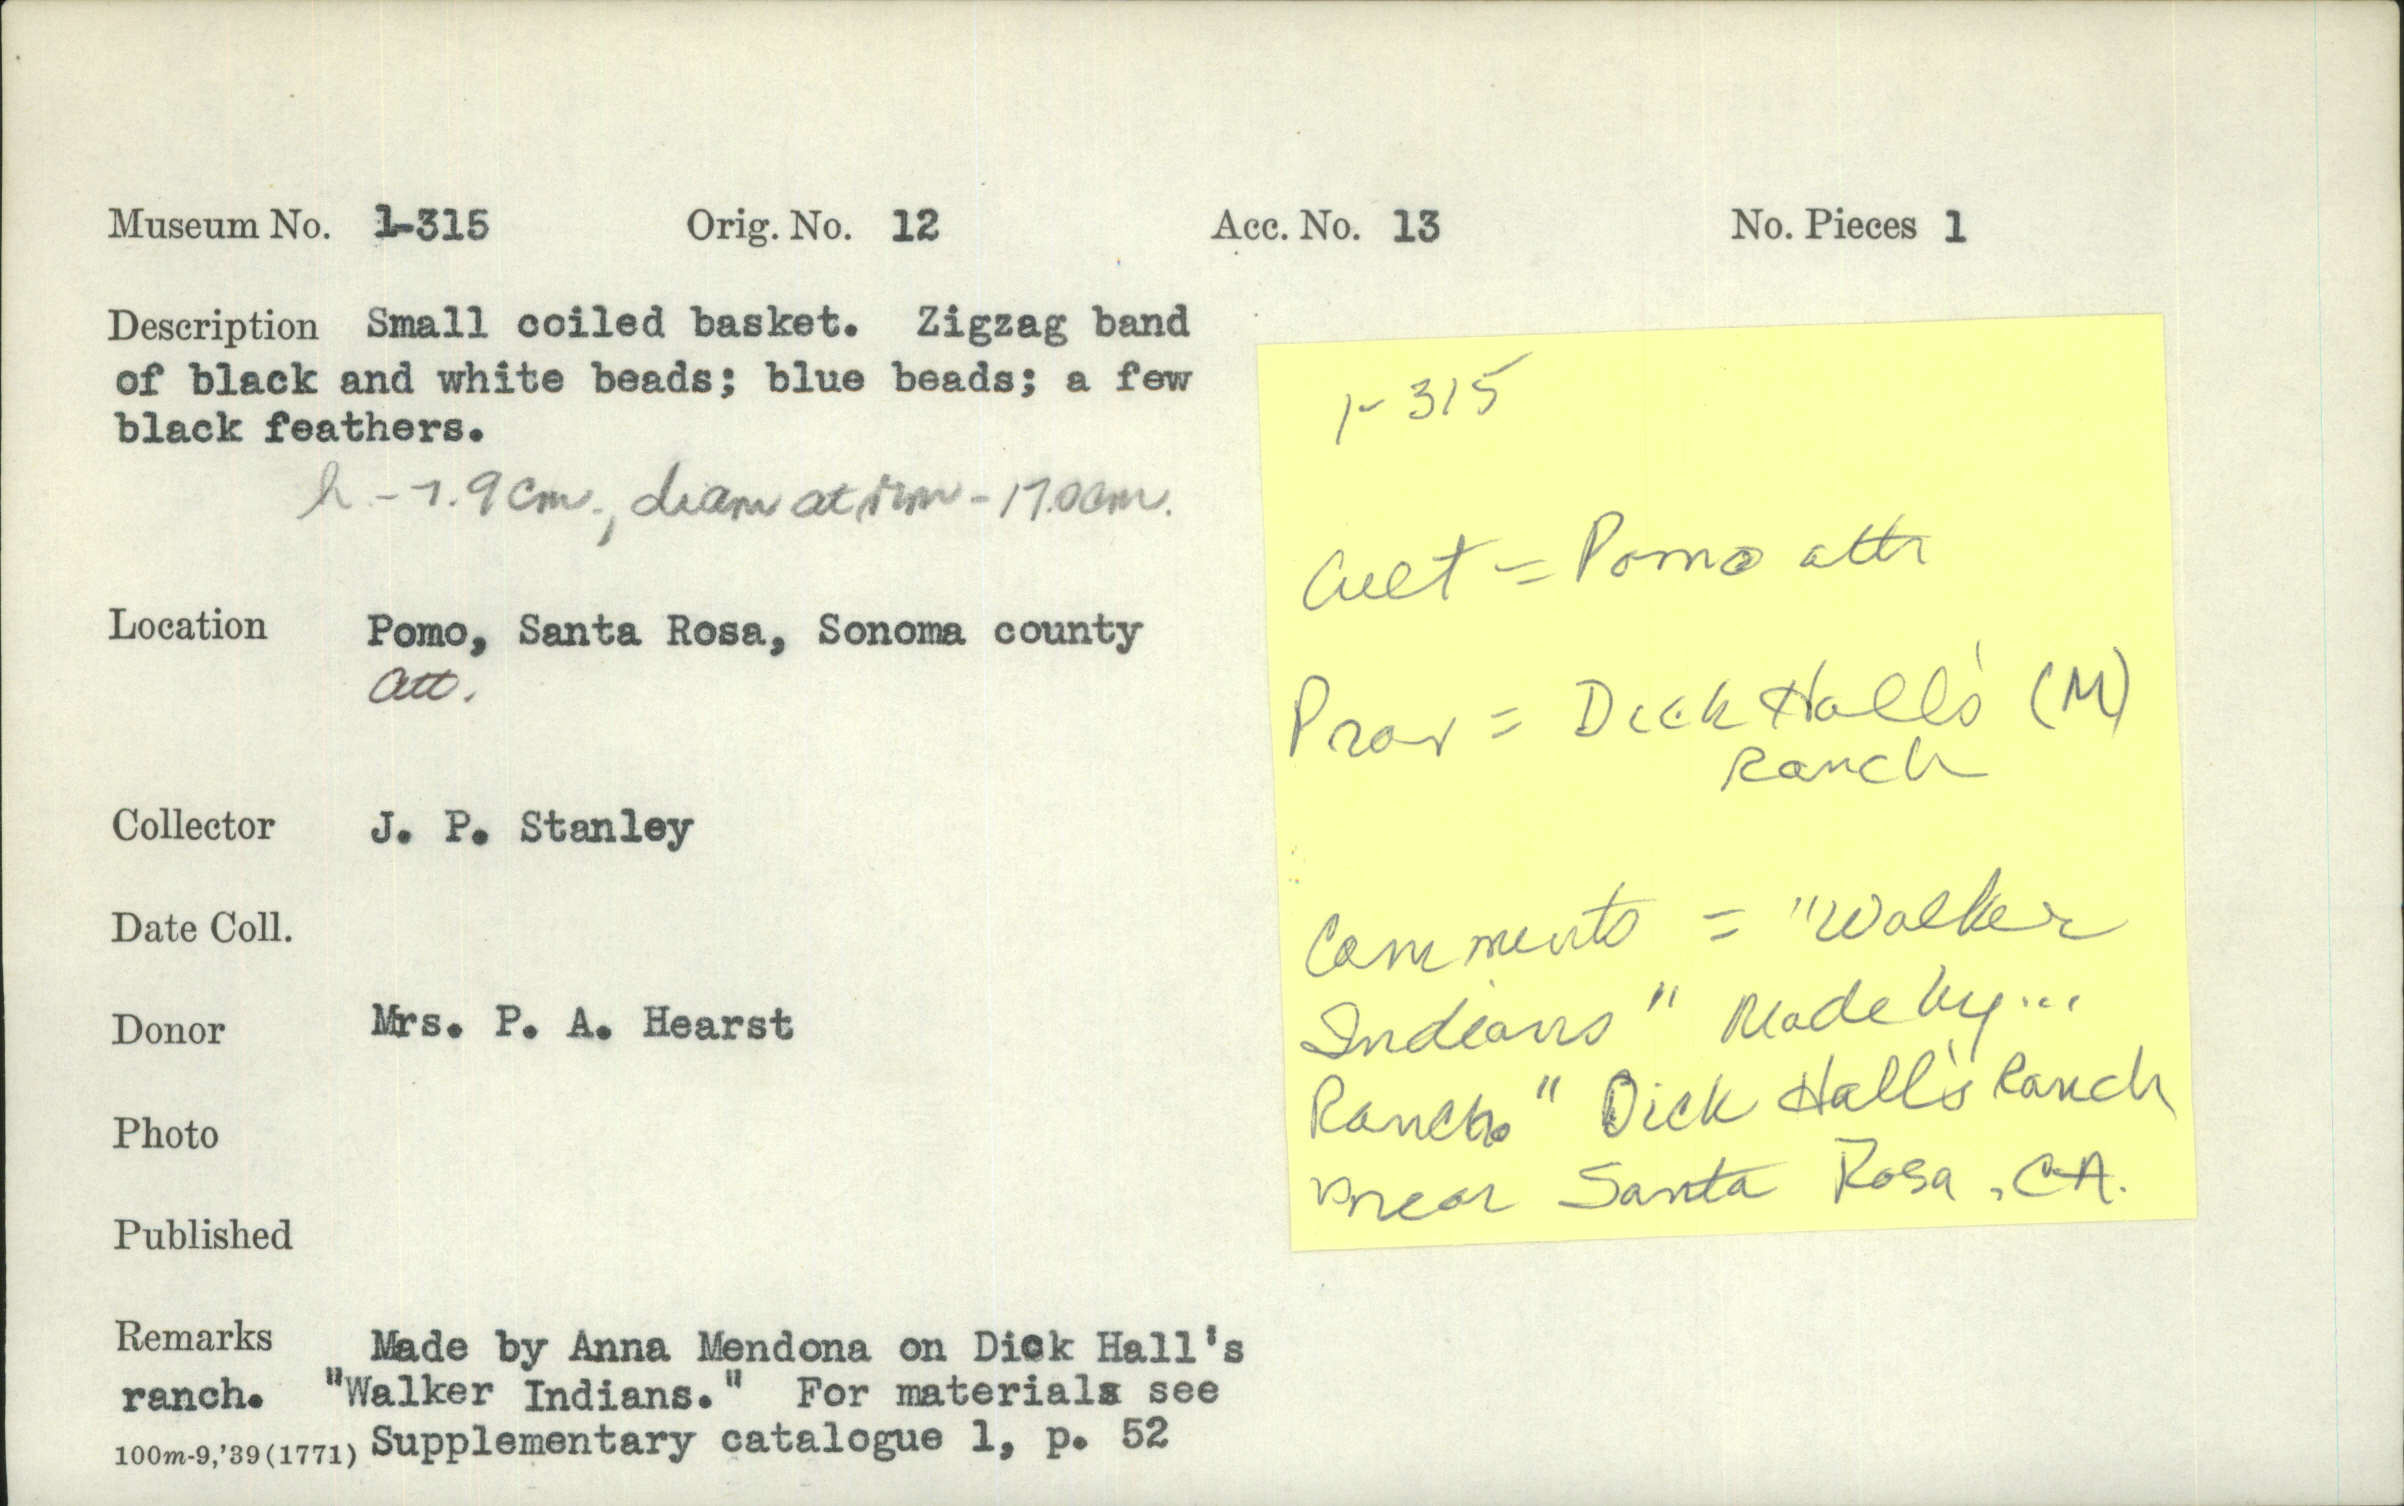 Museum No. 1-315 Orig. No. 12 Acc. No. 13 No. Pieces 1
Description Small coiled basket. Zigzag band
of black and white beads; blue beads; a few
black feathers.
h - 7.9 cm., diam at rim - 17.0cm.
Location Pomo, Santa Rosa, Sonoma county
att.
Collector J. P. Stanley
Date Coll.
Donor Mrs. P. A. Hearst
Photo
Published
Remarks Made by Anna Mendona on Dick Hall's
ranch. "Walker Indians." For materials see
100m-9,'39(1771) Supplementary catalogue 1, p. 52
1-315
Cult = Pomo attr
Prov = Dick Hall's (M)
Ranch
Comments = "Walker
Indians" Made by...
Ranch." Dick Hall's Ranch
near Santa Rosa, CA.